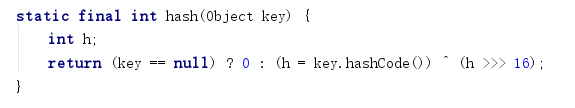 static final int hash(Object key) {
    int h;
    return (key == null) ? 0 : (h = key.hashCode()) ^ (h >>> 16);
}